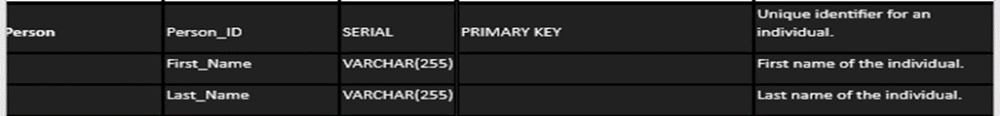 Person Person_ID SERIAL PRIMARY KEY Unique identifier for an
individual.
First_Name VARCHAR(255) First name of the individual.
Last_Name VARCHAR(255) Last name of the individual.